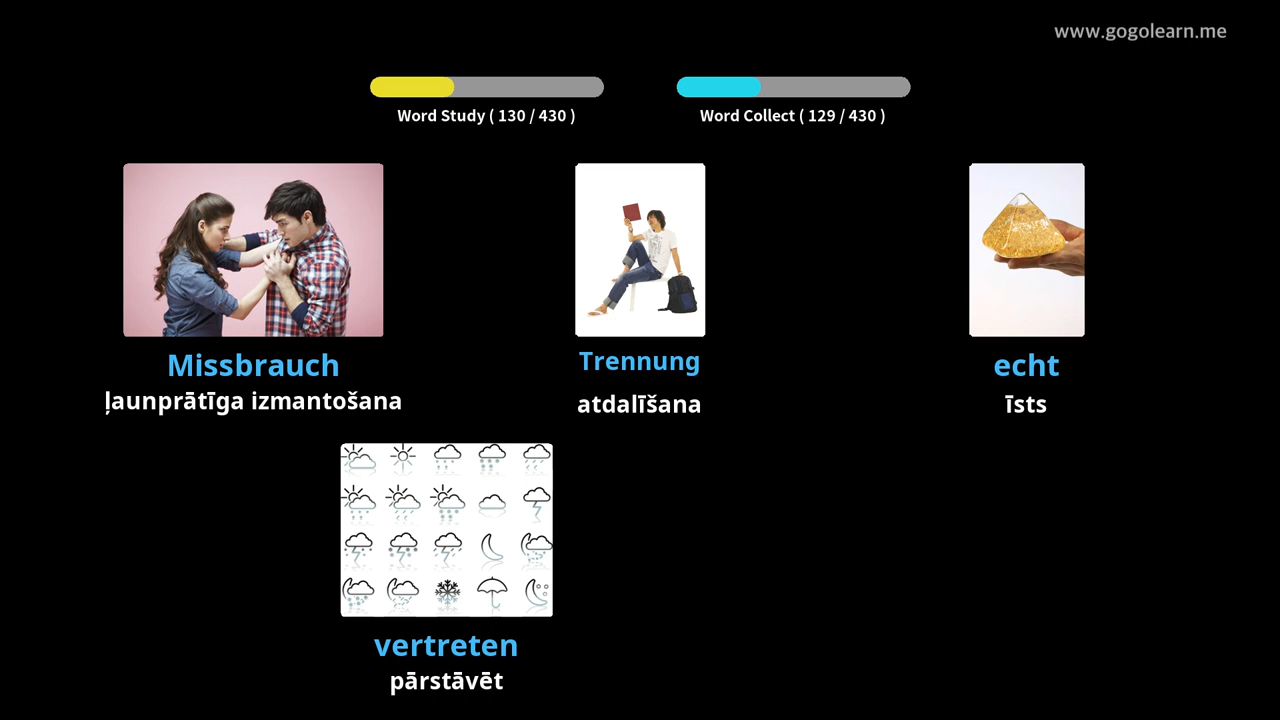 www.gogolearn.me
Word Study ( 130 / 430 )
Word Collect ( 129 / 430 )
Missbrauch
ļaunprātīga izmantošana
Trennung
atdalīšana
echt
īsts
vertreten
pārstāvēt